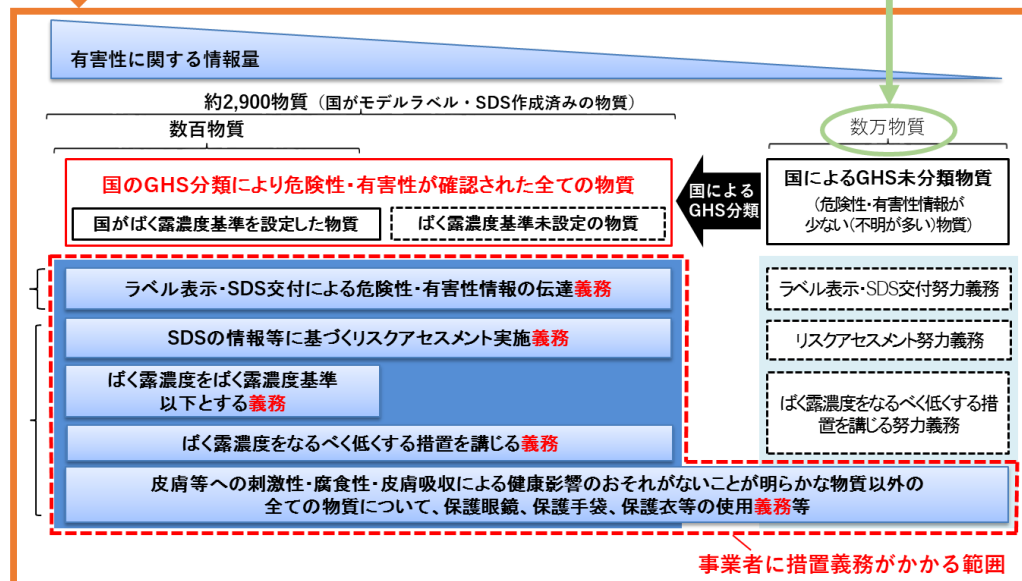 有害性に関する情報量
約2,900物質（国がモデルラベル・SDS作成済みの物質）
数百物質
数万物質
国のGHS分類により危険性・有害性が確認された全ての物質
国がばく露濃度基準を設定した物質
ばく露濃度基準未設定の物質
国による
GHS分類
国によるGHS未分類物質
(危険性・有害性情報が
少ない(不明が多い)物質)
ラベル表示・SDS交付による危険性・有害性情報の伝達義務
ラベル表示・SDS交付努力義務
SDSの情報等に基づくリスクアセスメント実施義務
リスクアセスメント努力義務
ばく露濃度をばく露濃度基準
以下とする義務
ばく露濃度をなるべく低くする措
置を講じる努力義務
ばく露濃度をなるべく低くする措置を講じる義務
皮膚等への刺激性・腐食性・皮膚吸収による健康影響のおそれがないことが明らかな物質以外の
全ての物質について、保護眼鏡、保護手袋、保護衣等の使用義務等
事業者に措置義務がかかる範囲